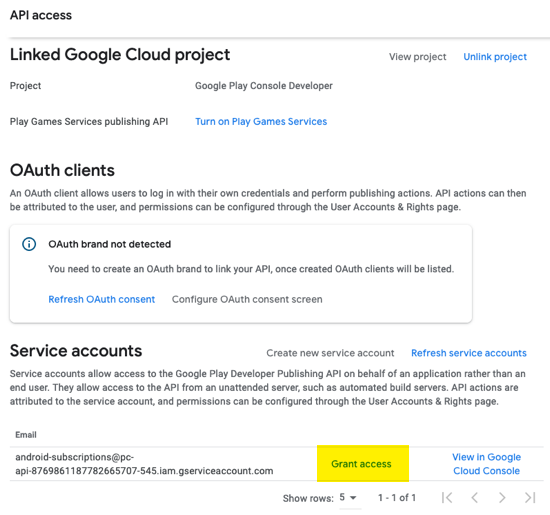 API access
Linked Google Cloud project
View project
Unlink project
Project
Google Play Console Developer
Play Games Services publishing API
Turn on Play Games Services
OAuth clients
An OAuth client allows users to log in with their own credentials and perform publishing actions. API actions can then
be attributed to the user, and permissions can be configured through the User Accounts & Rights page.
OAuth brand not detected
You need to create an OAuth brand to link your API, once created OAuth clients will be listed.
Refresh OAuth consent
Configure OAuth consent screen
Service accounts
Create new service account
Refresh service accounts
Service accounts allow access to the Google Play Developer Publishing API on behalf of an application rather than an
end user. They allow access to the API from an unattended server, such as automated build servers. API actions are
attributed to the service account, and permissions can be configured through the User Accounts & Rights page.
Email
android-subscriptions@pc-
api-8769861187782665707-545.iam.gserviceaccount.com
Grant access
View in Google
Cloud Console
Show rows: 5
1 - 1 of 1